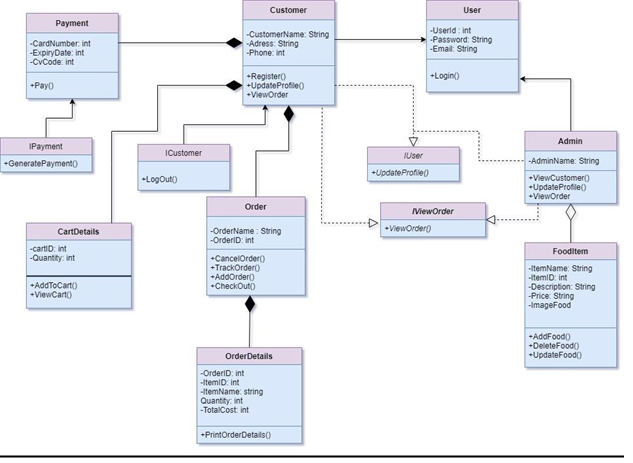 Payment
-CardNumber: int
-ExpiryDate: int
-CvCode: int
+Pay()
Customer
-CustomerName: String
-Adress: String
-Phone: int
+Register()
+UpdateProfile()
+ViewOrder
User
-UserId : int
-Password: String
-Email: String
+Login()
IPayment
+GeneratePayment()
ICustomer
+LogOut()
IUser
+UpdateProfile()
Admin
-AdminName: String
+ViewCustomer()
+UpdateProfile()
+ViewOrder
CartDetails
-cartID: int
-Quantity: int
+AddToCart()
+ViewCart()
Order
-OrderName : String
-OrderID: int
+CancelOrder()
+TrackOrder()
+AddOrder()
+CheckOut()
IViewOrder
+ViewOrder()
FoodItem
-ItemName: String
-ItemID: int
-Description: String
-Price: String
-ImageFood
+AddFood()
+DeleteFood()
+UpdateFood()
OrderDetails
-OrderID: int
-ItemID: int
-ItemName: string
Quantity: int
-TotalCost: int
+PrintOrderDetails()